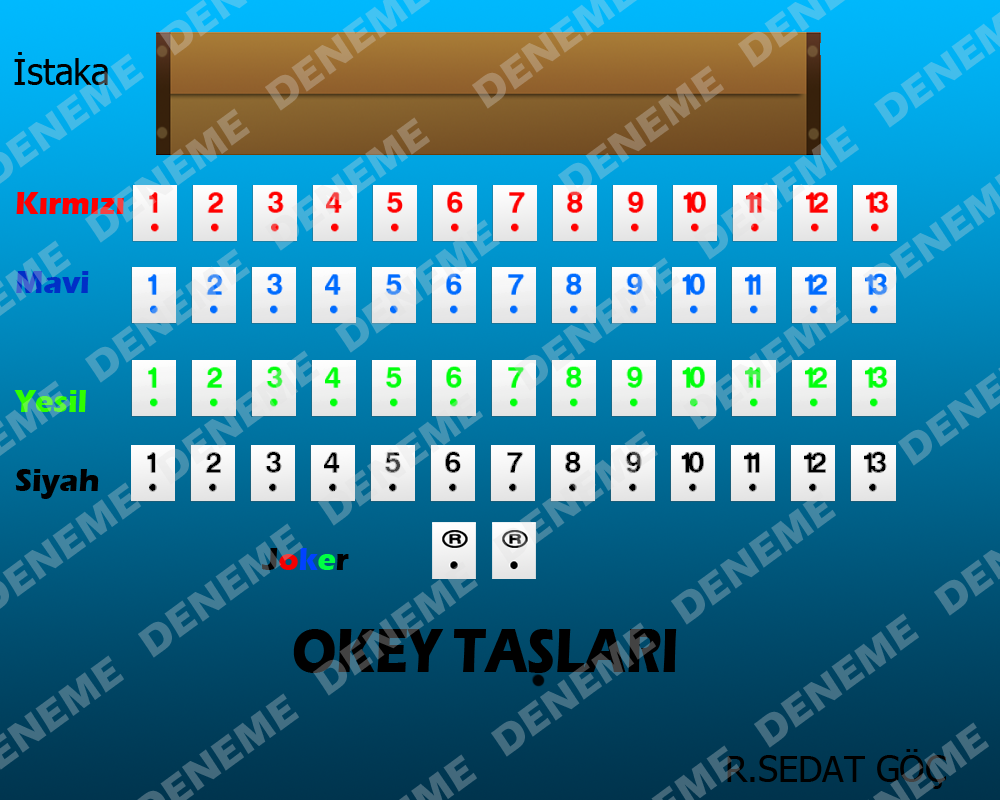 İstaka
Kırmızı 1 2 3 4 5 6 7 8 9 10 11 12 13
Mavi 1 2 3 4 5 6 7 8 9 10 11 12 13
Yesil 1 2 3 4 5 6 7 8 9 10 11 12 13
Siyah 1 2 3 4 5 6 7 8 9 10 11 12 13
Joker ® ®
OKEY TAŞLARI
R.SEDAT GÖÇ
DENEME